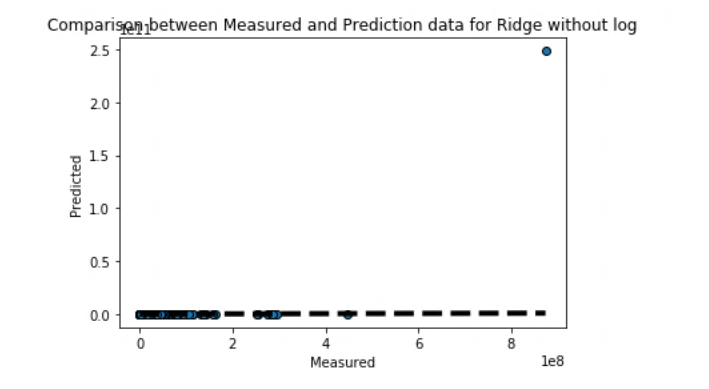 Comparison between Measured and Prediction data for Ridge without log
1e11
2.5
2.0
1.5
1.0
0.5
0.0
Predicted
0
2
4
6
8
1e8
Measured